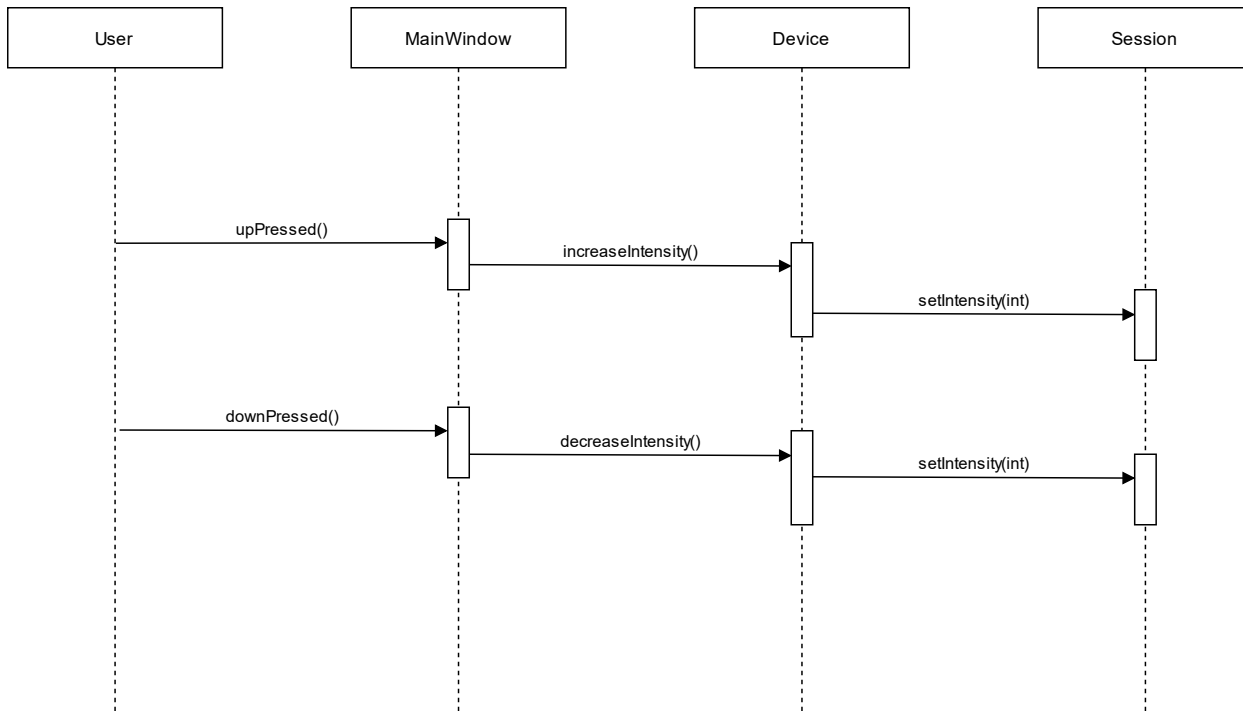 User
MainWindow
Device
Session
upPressed()
increaseIntensity()
setIntensity(int)
downPressed()
decreaseIntensity()
setIntensity(int)